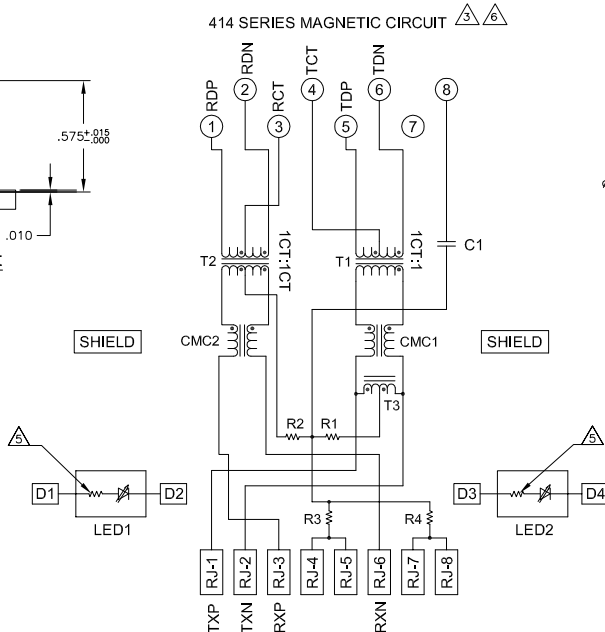 414 SERIES MAGNETIC CIRCUIT 3 6
RDP
RDN
RCT
TCT
TDP
TDN
1
2
3
4
5
6
7
8
.575 +.015 -.000
.010
T2
1CT:1CT
T1
1CT:1
C1
SHIELD
CMC2
CMC1
SHIELD
T3
R2
R1
5
5
D1
D2
LED1
D3
D4
LED2
R3
R4
RJ-1
RJ-2
RJ-3
RJ-4
RJ-5
RJ-6
RJ-7
RJ-8
TXP
TXN
RXP
RXN